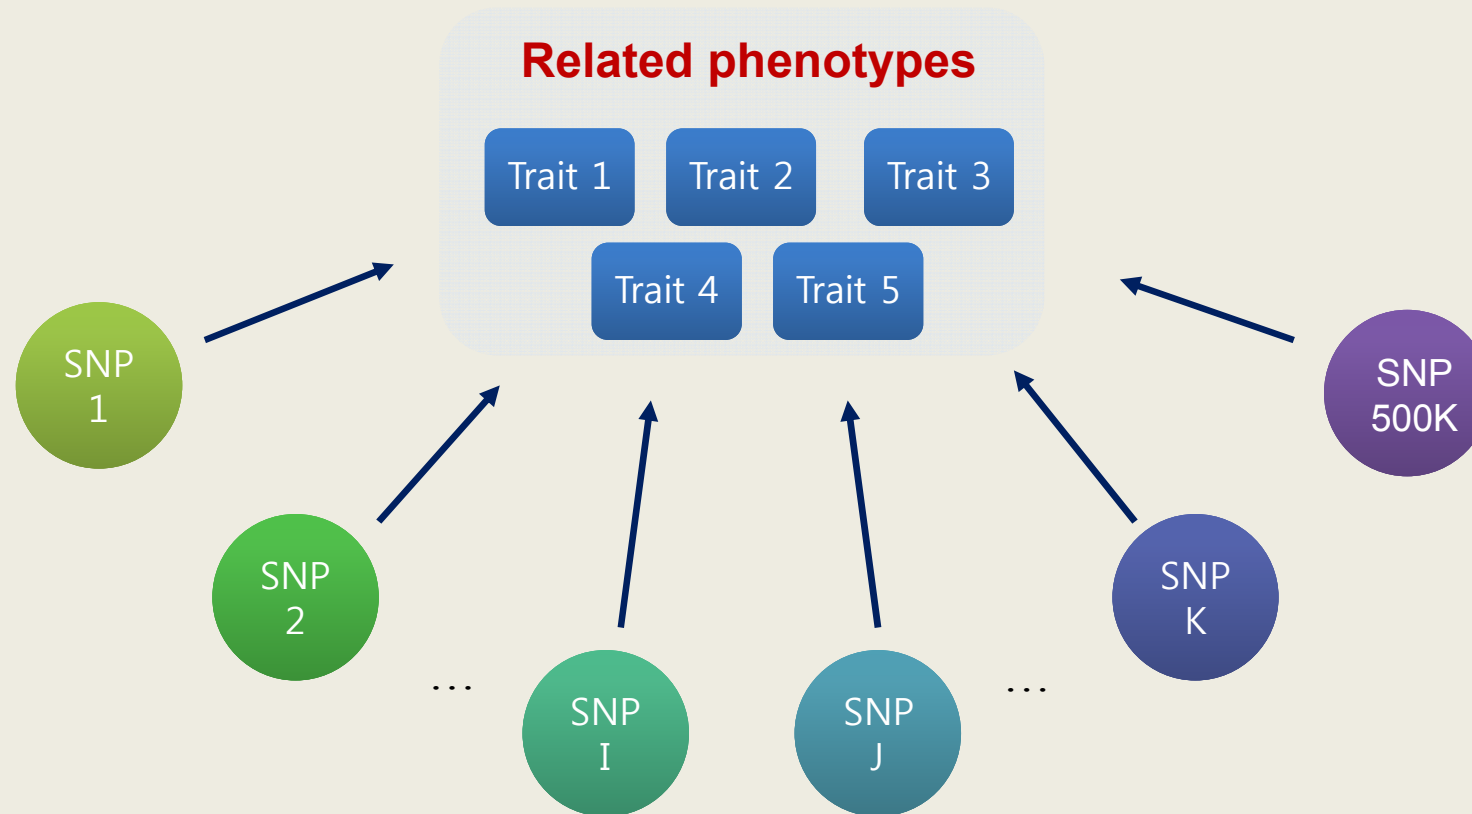 Related phenotypes
Trait 1
Trait 2
Trait 3
Trait 4
Trait 5
SNP
1
SNP
500K
SNP
2
SNP
K
...
...
SNP
I
SNP
J